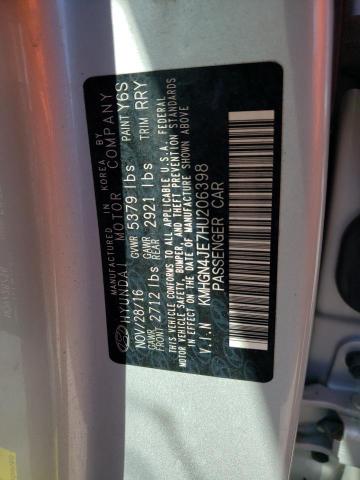 MANUFACTURED IN KOREA BY
HYUNDAI MOTOR COMPANY
NOV/28/16 GVWR 5379 lbs PAINT Y6S
GAWR FRONT 2712 lbs GAWR REAR 2921 lbs TRIM RRY
THIS VEHICLE CONFORMS TO ALL APPLICABLE U.S.A. FEDERAL
MOTOR VEHICLE SAFETY, BUMPER, AND THEFT PREVENTION
STANDARDS IN EFFECT ON THE DATE OF MANUFACTURE SHOWN ABOVE
V.I.N KMHGN4JE7HU206398
PASSENGER CAR